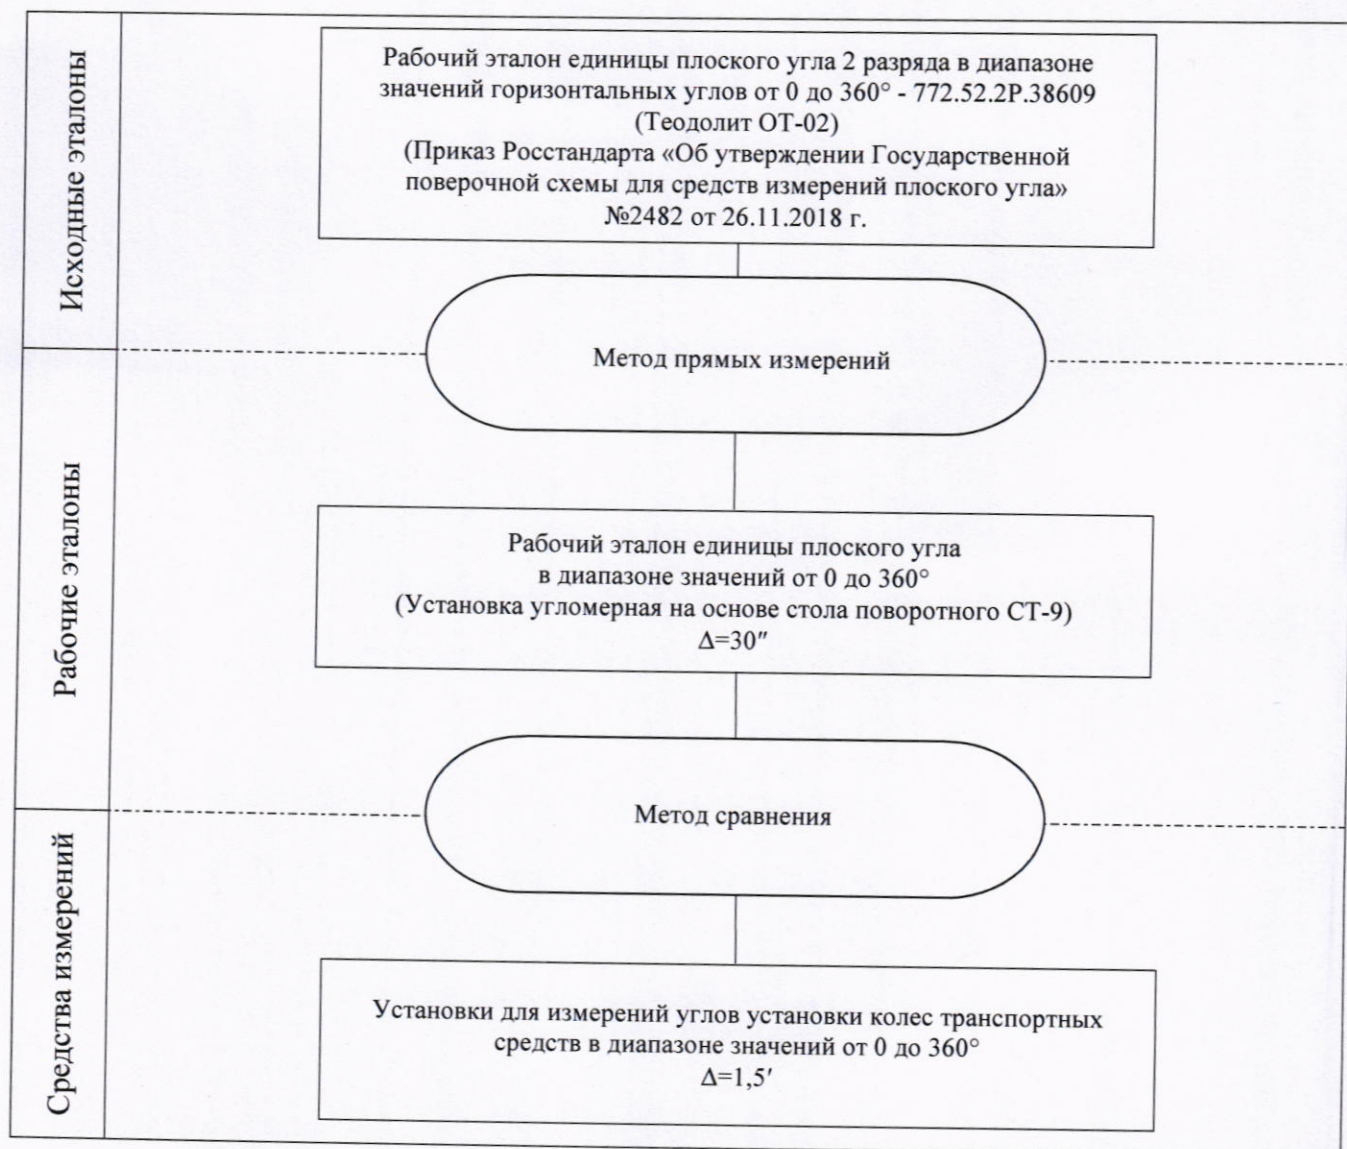 Исходные эталоны
Рабочий эталон единицы плоского угла 2 разряда в диапазоне
значений горизонтальных углов от 0 до 360° - 772.52.2Р.38609
(Теодолит ОТ-02)
(Приказ Росстандарта «Об утверждении Государственной
поверочной схемы для средств измерений плоского угла»
№2482 от 26.11.2018 г.
Метод прямых измерений
Рабочие эталоны
Рабочий эталон единицы плоского угла
в диапазоне значений от 0 до 360°
(Установка угломерная на основе стола поворотного СТ-9)
Δ=30″
Метод сравнения
Средства измерений
Установки для измерений углов установки колес транспортных
средств в диапазоне значений от 0 до 360°
Δ=1,5′